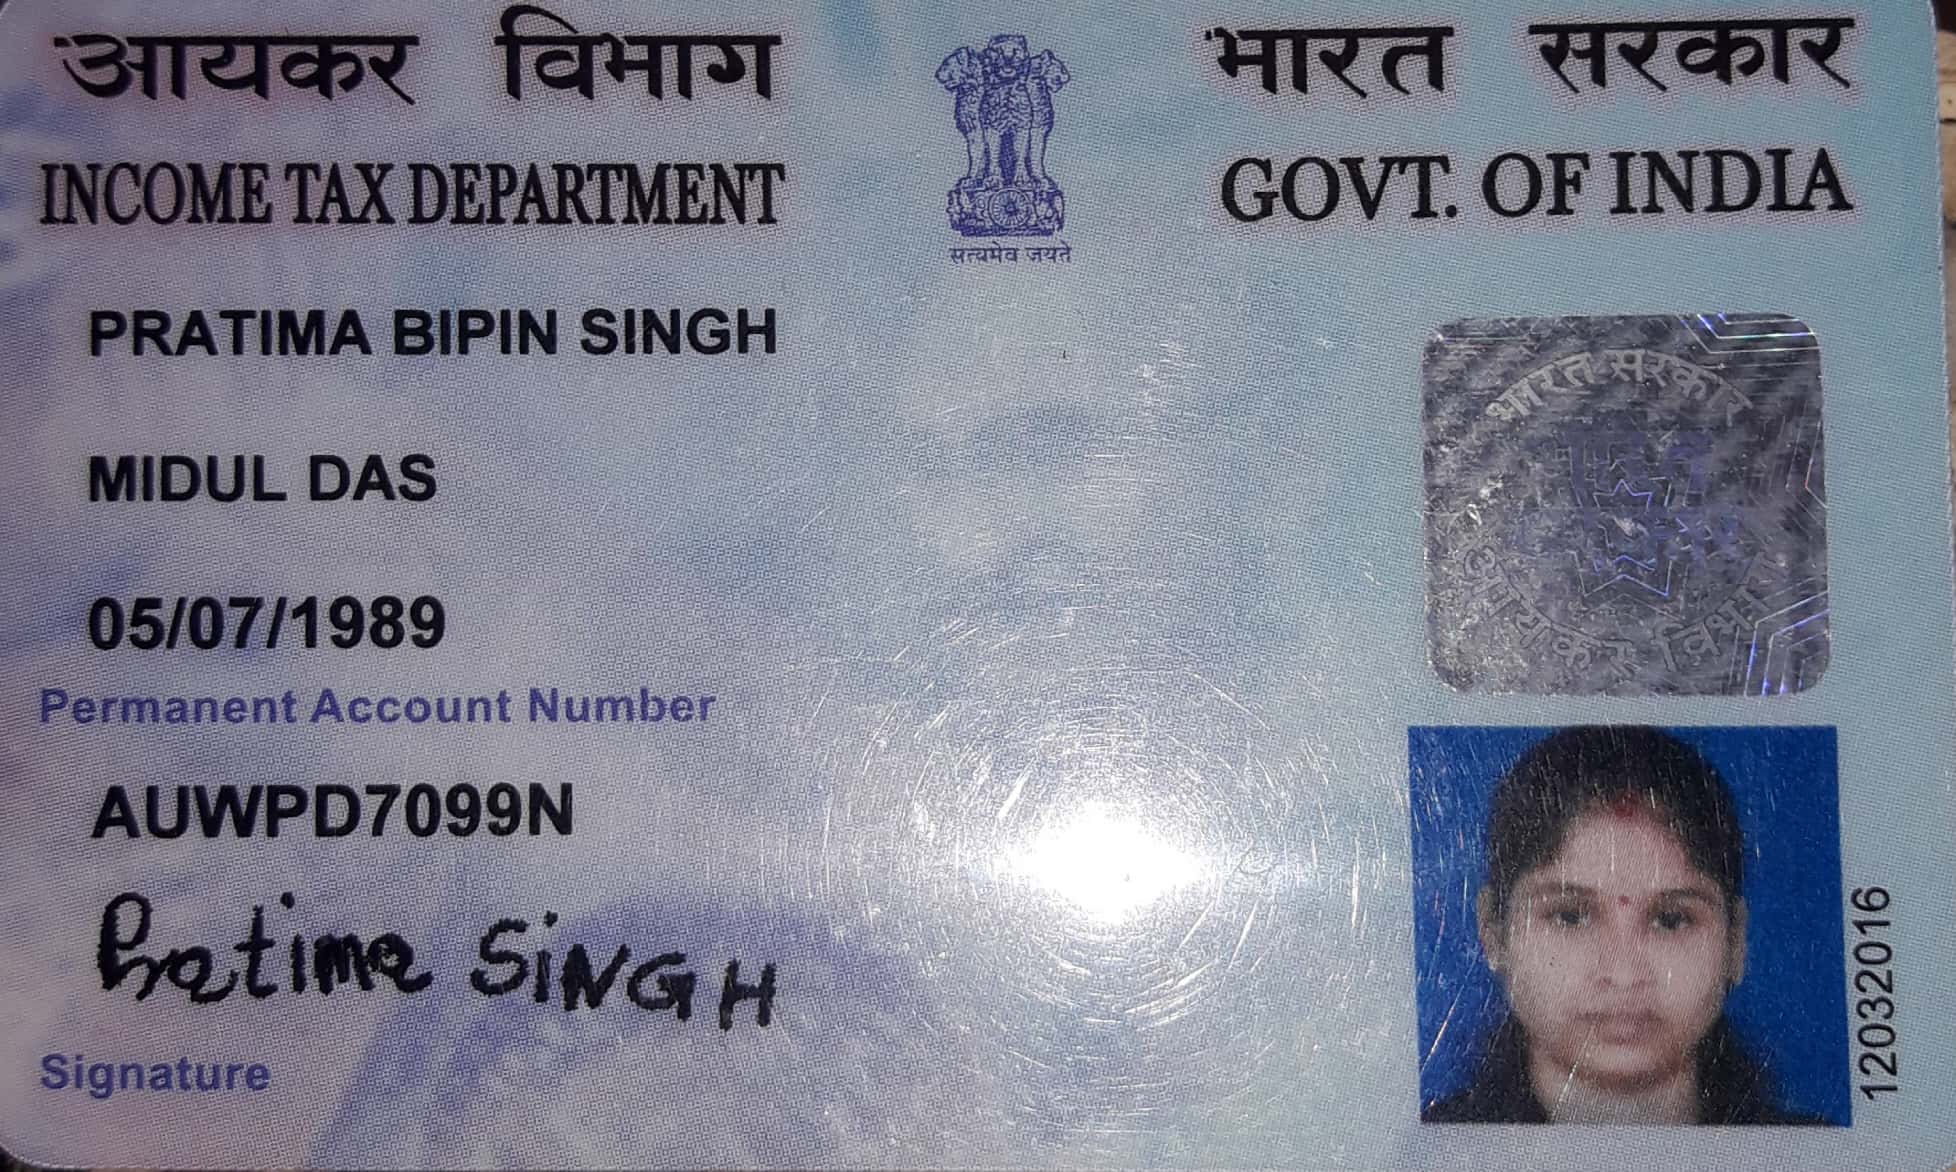 आयकर विभाग
INCOME TAX DEPARTMENT
सत्यमेव जयते
भारत सरकार
GOVT. OF INDIA
PRATIMA BIPIN SINGH
MIDUL DAS
05/07/1989
Permanent Account Number
AUWPD7099N
Pratima SiNGH
Signature
भारत सरकार
आयकर विभाग
12032016